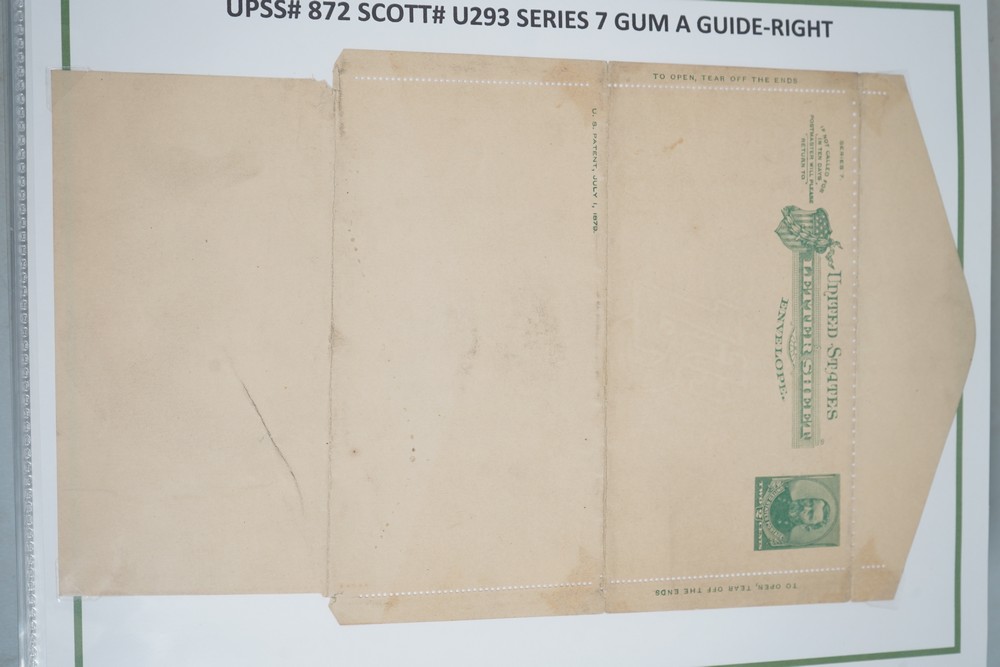 UPSS# 872 SCOTT# U293 SERIES 7 GUM A GUIDE-RIGHT
TO OPEN, TEAR OFF THE ENDS
U. S. PATENT, JULY 1, 1879.
SERIES 7.
IF NOT CALLED FOR
IN TEN DAYS
POSTMASTER WILL PLEASE
RETURN TO
UNITED STATES
LETTER SHEET
ENVELOPE.
TWO CENTS
TO OPEN, TEAR OFF THE ENDS.